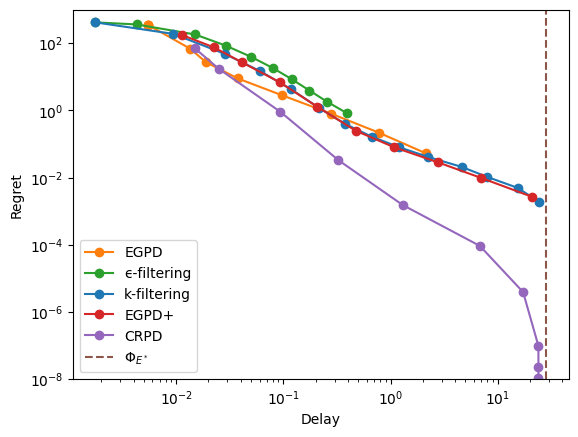 10²
10⁰
10⁻²
10⁻⁴
10⁻⁶
10⁻⁸
Regret
EGPD
ϵ-filtering
k-filtering
EGPD+
CRPD
Φ_{E*}
10⁻²
10⁻¹
10⁰
10¹
Delay